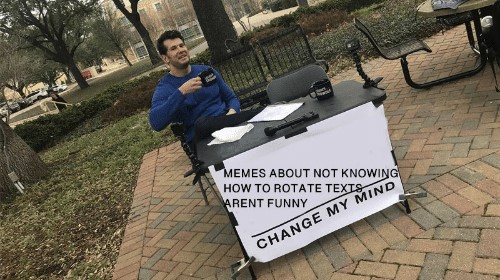 MEMES ABOUT NOT KNOWING
HOW TO ROTATE TEXTS
ARENT FUNNY
CHANGE MY MIND